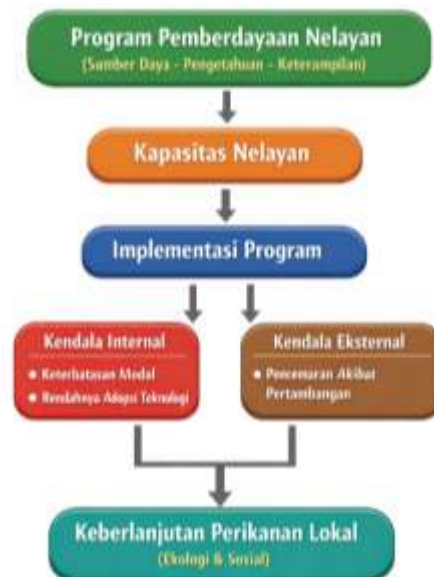 Program Pemberdayaan Nelayan
(Sumber Daya - Pengetahuan - Keterampilan)
Kapasitas Nelayan
Implementasi Program
Kendala Internal
Keterbatasan Modal
Rendahnya Adopsi Teknologi
Kendala Eksternal
Pencemaran Akibat
Pertambangan
Keberlanjutan Perikanan Lokal
(Ekologi & Sosial)